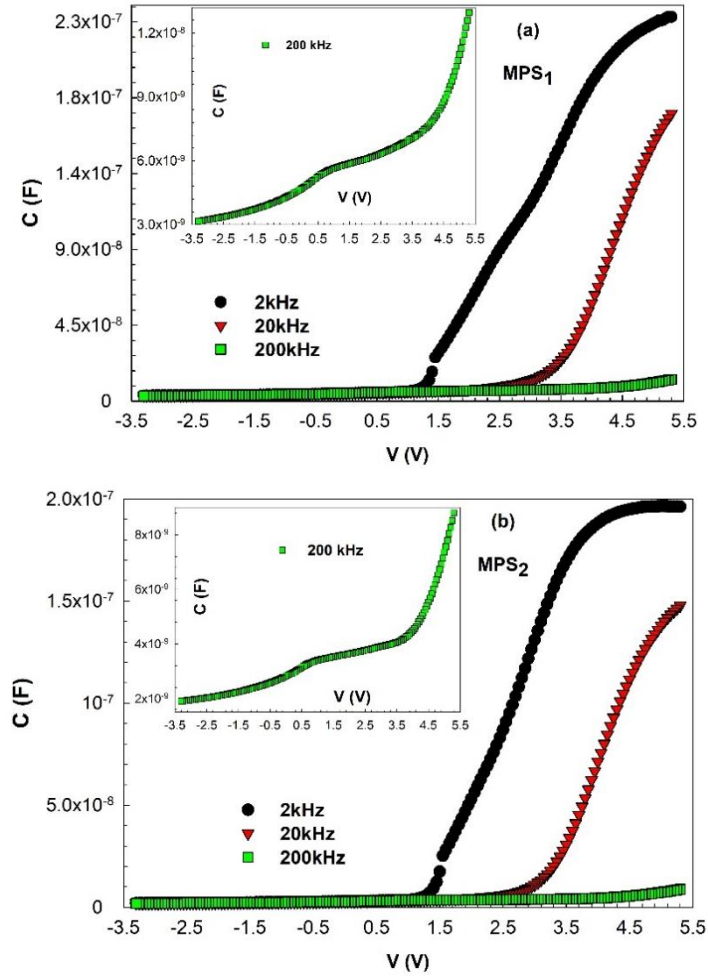 (a)
MPS₁
2.3x10⁻⁷
1.8x10⁻⁷
1.4x10⁻⁷
9.0x10⁻⁸
4.5x10⁻⁸
0
C (F)
-3.5 -2.5 -1.5 -0.5 0.5 1.5 2.5 3.5 4.5 5.5
V (V)
2kHz
20kHz
200kHz
200 kHz
1.2x10⁻⁸
9.0x10⁻⁹
6.0x10⁻⁹
3.0x10⁻⁹
C (F)
V (V)
-3.5 -2.5 -1.5 -0.5 0.5 1.5 2.5 3.5 4.5 5.5
(b)
MPS₂
2.0x10⁻⁷
1.5x10⁻⁷
10⁻⁷
5.0x10⁻⁸
0
C (F)
-3.5 -2.5 -1.5 -0.5 0.5 1.5 2.5 3.5 4.5 5.5
V (V)
2kHz
20kHz
200kHz
200 kHz
8x10⁻⁹
6x10⁻⁹
4x10⁻⁹
2x10⁻⁹
C (F)
V (V)
-3.5 -2.5 -1.5 -0.5 0.5 1.5 2.5 3.5 4.5 5.5